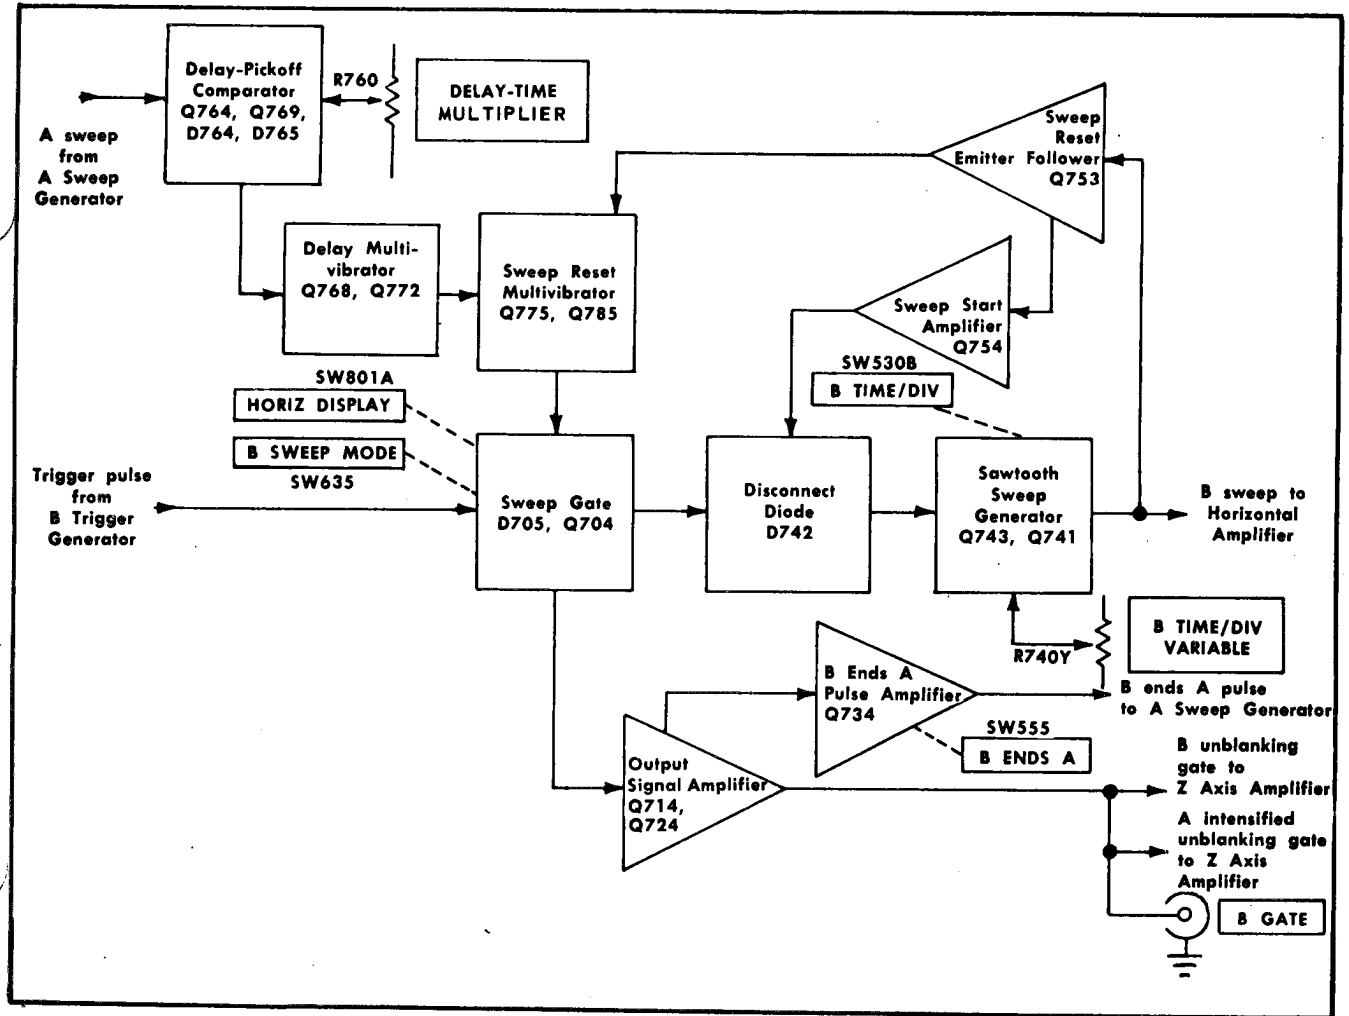 Delay-Pickoff
Comparator
Q764, Q769,
D764, D765
R760
DELAY-TIME
MULTIPLIER
A sweep
from
A Sweep
Generator
Sweep
Reset
Emitter Follower
Q753
Delay Multi-
vibrator
Q768, Q772
Sweep Reset
Multivibrator
Q775, Q785
Sweep Start
Amplifier
Q754
SW801A
HORIZ DISPLAY
B SWEEP MODE
SW635
SW530B
B TIME/DIV
Trigger pulse
from
B Trigger
Generator
Sweep Gate
D705, Q704
Disconnect
Diode
D742
Sawtooth
Sweep
Generator
Q743, Q741
B sweep to
Horizontal
Amplifier
R740Y
B TIME/DIV
VARIABLE
B Ends A
Pulse Amplifier
Q734
B ends A pulse
to A Sweep Generator
SW555
B ENDS A
Output
Signal Amplifier
Q714,
Q724
B unblanking
gate to
Z Axis Amplifier
A intensified
unblanking gate
to Z Axis
Amplifier
B GATE